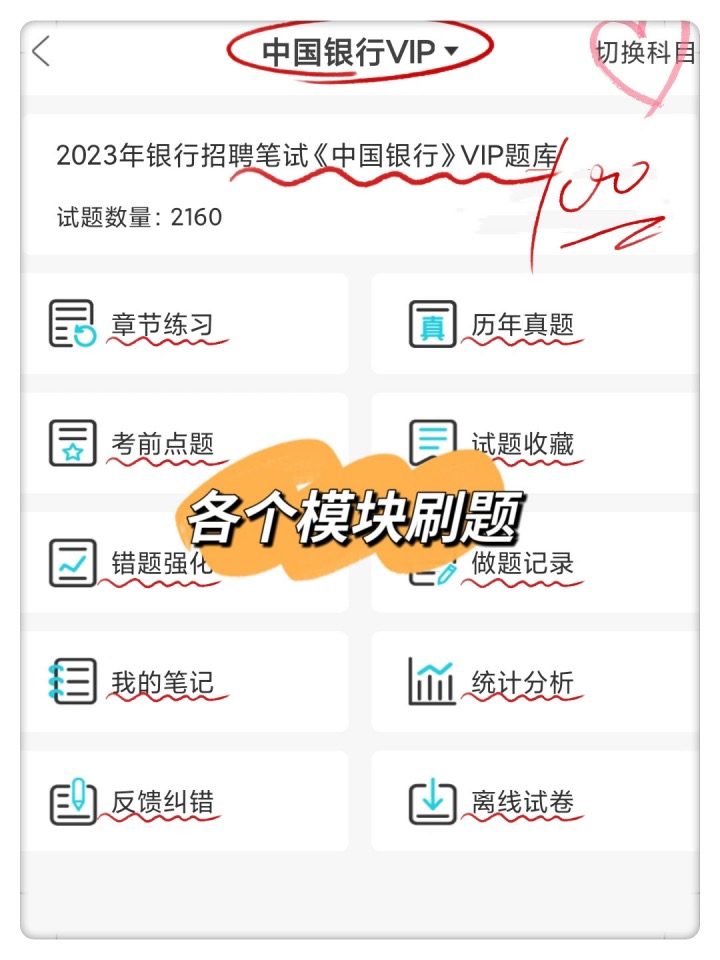 中国银行VIP
切换科目
2023年银行招聘笔试《中国银行》VIP题库
100
试题数量：2160
章节练习
真 历年真题
考前点题
试题收藏
各个模块刷题
错题强化
做题记录
我的笔记
统计分析
反馈纠错
离线试卷